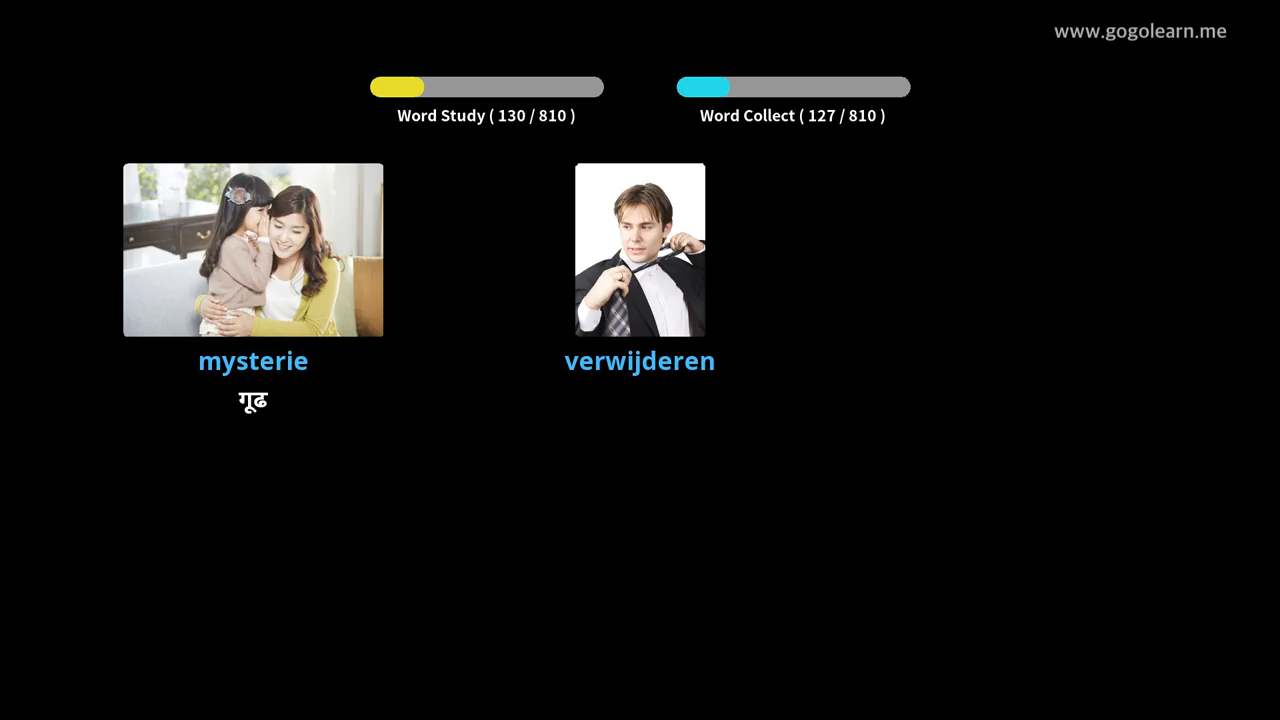 www.gogolearn.me
Word Study ( 130 / 810 )
Word Collect ( 127 / 810 )
mysterie
गूढ
verwijderen